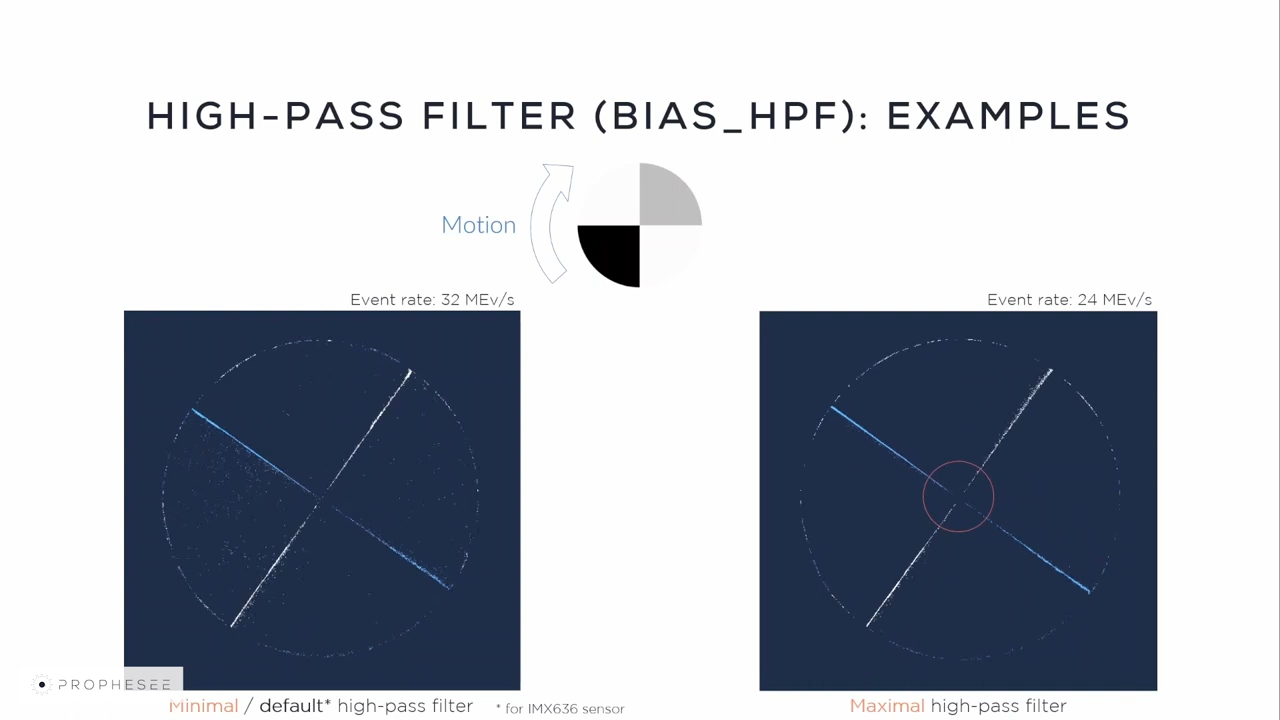 HIGH-PASS FILTER (BIAS_HPF): EXAMPLES
Motion
Event rate: 32 MEv/s
Event rate: 24 MEv/s
PROPHESEE
Minimal / default* high-pass filter
* for IMX636 sensor
Maximal high-pass filter